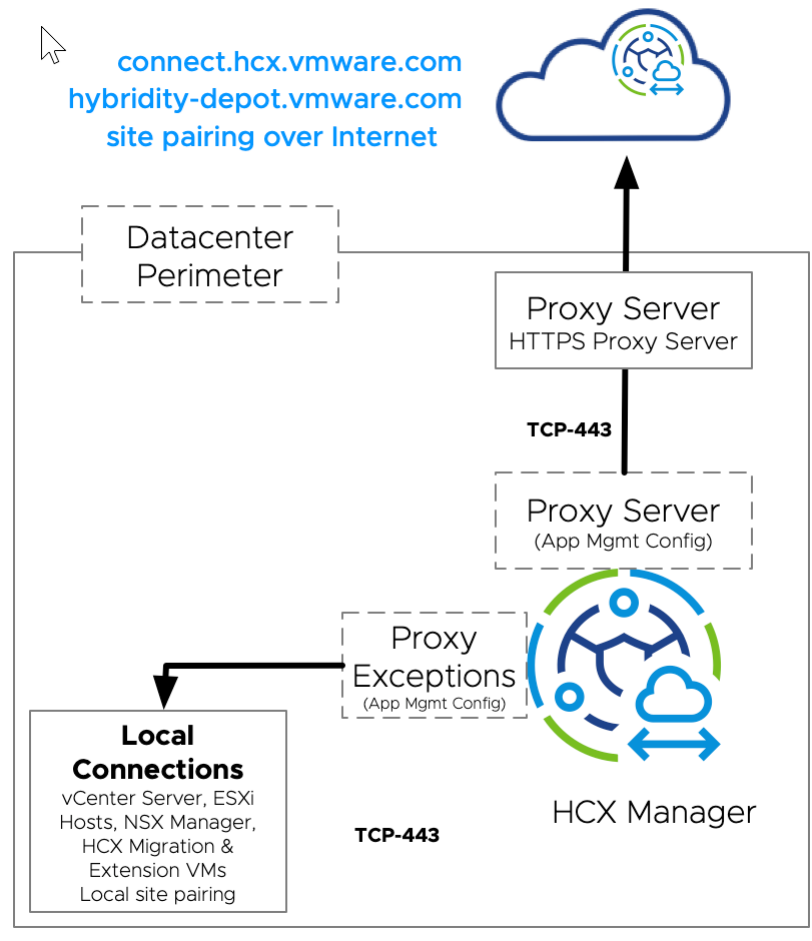 connect.hcx.vmware.com
hybridity-depot.vmware.com
site pairing over Internet
Datacenter
Perimeter
Proxy Server
HTTPS Proxy Server
TCP-443
Proxy Server
(App Mgmt Config)
Proxy
Exceptions
(App Mgmt Config)
Local
Connections
vCenter Server, ESXi
Hosts, NSX Manager,
HCX Migration &
Extension VMs
Local site pairing
TCP-443
HCX Manager